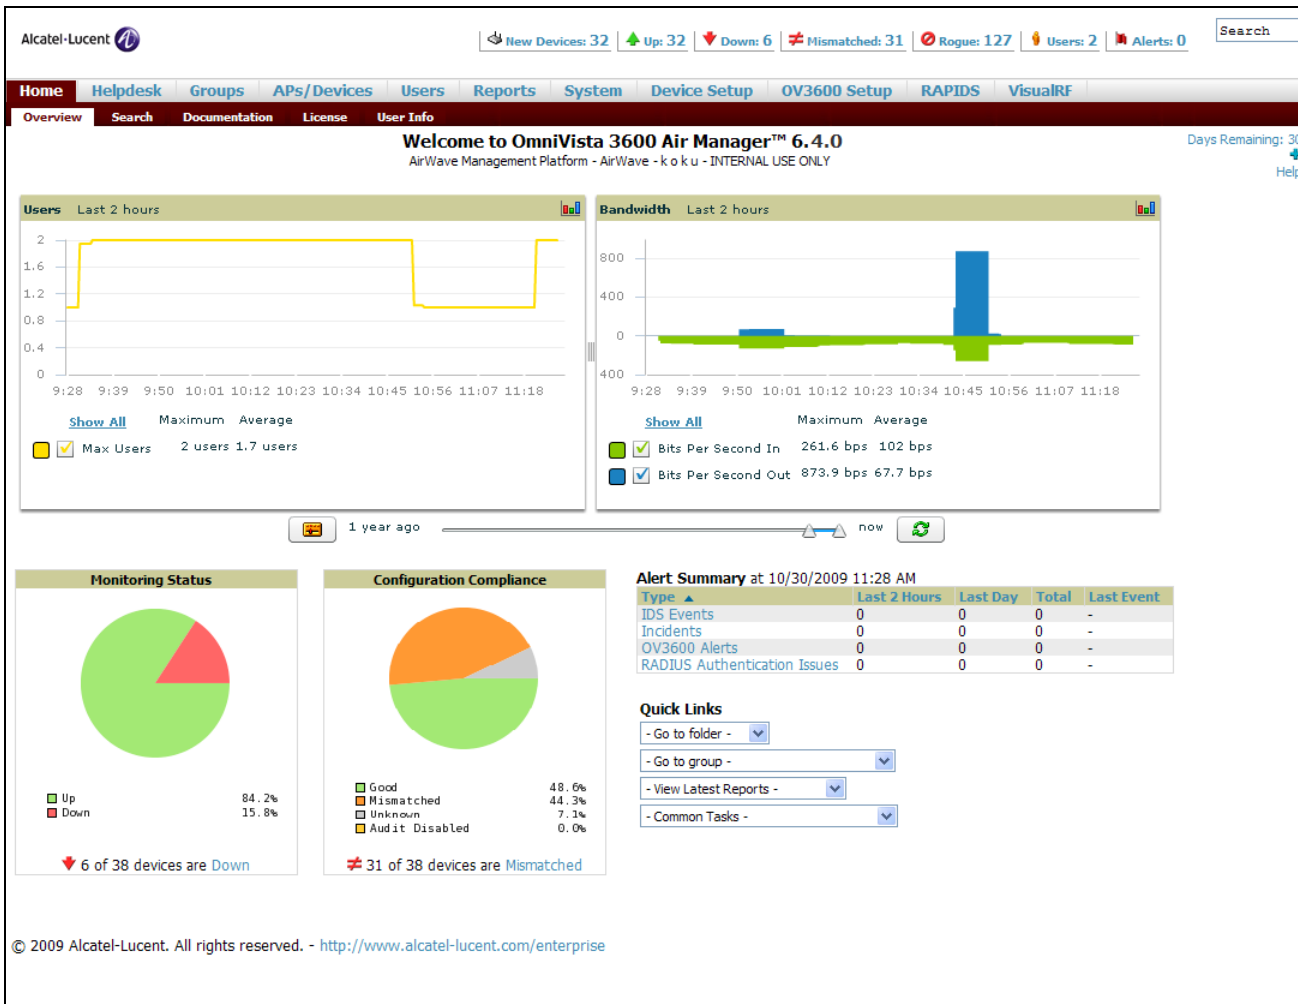 Alcatel·Lucent
New Devices: 32 Up: 32 Down: 6 Mismatched: 31 Rogue: 127 Users: 2 Alerts: 0
Search
Home Helpdesk Groups APs/Devices Users Reports System Device Setup OV3600 Setup RAPIDS VisualRF
Overview Search Documentation License User Info
Welcome to OmniVista 3600 Air Manager™ 6.4.0
AirWave Management Platform - AirWave - k o k u - INTERNAL USE ONLY
Days Remaining: 30
Help
Users Last 2 hours
2
1.6
1.2
0.8
0.4
0
9:28 9:39 9:50 10:01 10:12 10:23 10:34 10:45 10:56 11:07 11:18
Show All Maximum Average
Max Users 2 users 1.7 users
Bandwidth Last 2 hours
800
400
0
400
9:28 9:39 9:50 10:01 10:12 10:23 10:34 10:45 10:56 11:07 11:18
Show All Maximum Average
Bits Per Second In 261.6 bps 102 bps
Bits Per Second Out 873.9 bps 67.7 bps
1 year ago now
Monitoring Status
Up 84.2%
Down 15.8%
6 of 38 devices are Down
Configuration Compliance
Good 48.6%
Mismatched 44.3%
Unknown 7.1%
Audit Disabled 0.0%
31 of 38 devices are Mismatched
Alert Summary at 10/30/2009 11:28 AM
Type Last 2 Hours Last Day Total Last Event
IDS Events 0 0 0 -
Incidents 0 0 0 -
OV3600 Alerts 0 0 0 -
RADIUS Authentication Issues 0 0 0 -
Quick Links
- Go to folder -
- Go to group -
- View Latest Reports -
- Common Tasks -
© 2009 Alcatel-Lucent. All rights reserved. - http://www.alcatel-lucent.com/enterprise